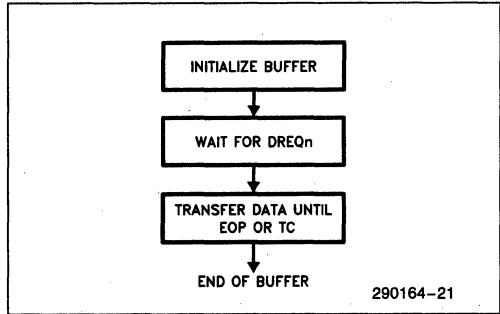 INITIALIZE BUFFER
WAIT FOR DREQn
TRANSFER DATA UNTIL
EOP OR TC
END OF BUFFER
290164–21